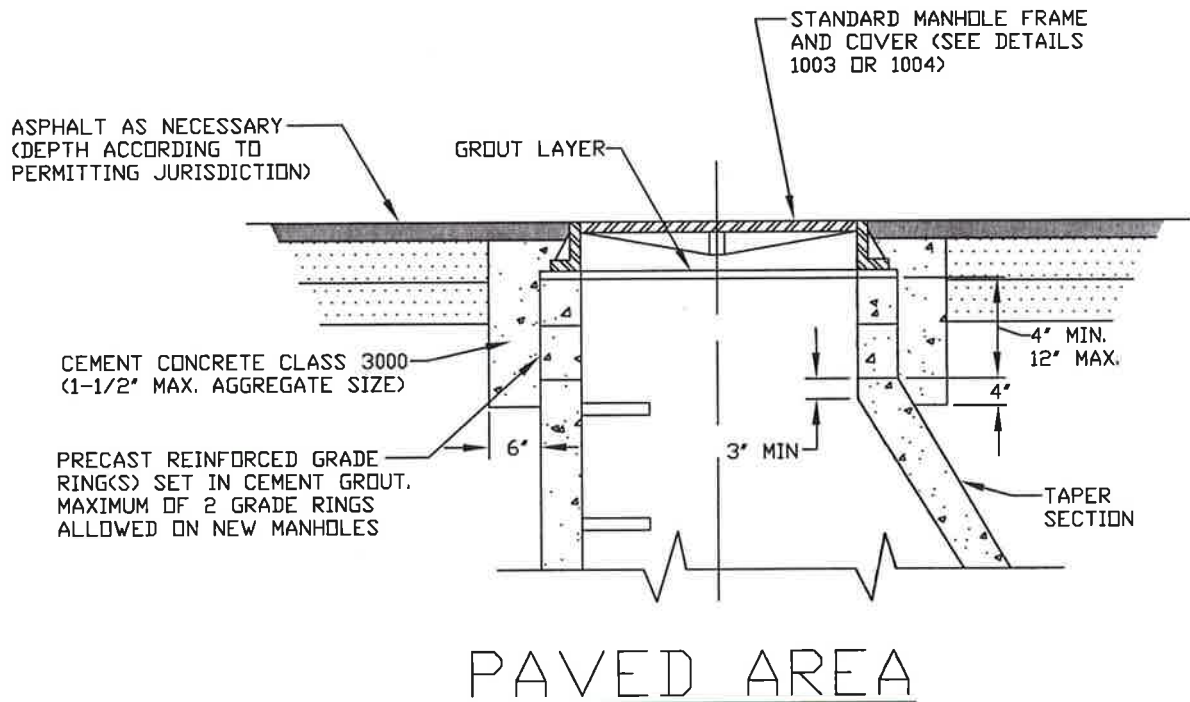 STANDARD MANHOLE FRAME
AND COVER (SEE DETAILS
1003 OR 1004)
ASPHALT AS NECESSARY
(DEPTH ACCORDING TO
PERMITTING JURISDICTION)
GROUT LAYER
CEMENT CONCRETE CLASS 3000
(1-1/2" MAX. AGGREGATE SIZE)
4" MIN.
12" MAX.
4"
6"
3" MIN
PRECAST REINFORCED GRADE
RING(S) SET IN CEMENT GROUT.
MAXIMUM OF 2 GRADE RINGS
ALLOWED ON NEW MANHOLES
TAPER
SECTION
PAVED AREA